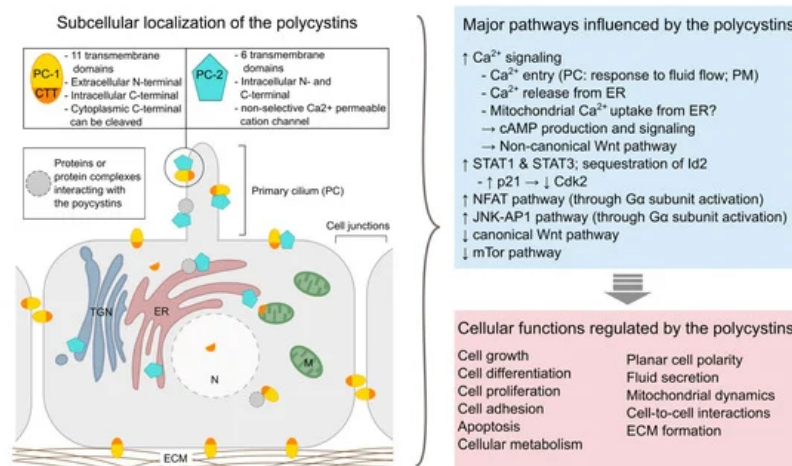 Subcellular localization of the polycystins
PC-1
CTT
- 11 transmembrane
domains
- Extracellular N-terminal
- Intracellular C-terminal
- Cytoplasmic C-terminal
can be cleaved
PC-2
- 6 transmembrane
domains
- Intracellular N- and
C-terminal
- non-selective Ca2+ permeable
cation channel
Proteins or
protein complexes
interacting with
the polycystins
Primary cilium (PC)
Cell junctions
TGN
ER
M
N
ECM
Major pathways influenced by the polycystins
↑ Ca²⁺ signaling
- Ca²⁺ entry (PC: response to fluid flow; PM)
- Ca²⁺ release from ER
- Mitochondrial Ca²⁺ uptake from ER?
→ cAMP production and signaling
→ Non-canonical Wnt pathway
↑ STAT1 & STAT3; sequestration of Id2
- ↑ p21 → ↓ Cdk2
↑ NFAT pathway (through Gα subunit activation)
↑ JNK-AP1 pathway (through Gα subunit activation)
↓ canonical Wnt pathway
↓ mTor pathway
Cellular functions regulated by the polycystins
Cell growth
Cell differentiation
Cell proliferation
Cell adhesion
Apoptosis
Cellular metabolism
Planar cell polarity
Fluid secretion
Mitochondrial dynamics
Cell-to-cell interactions
ECM formation